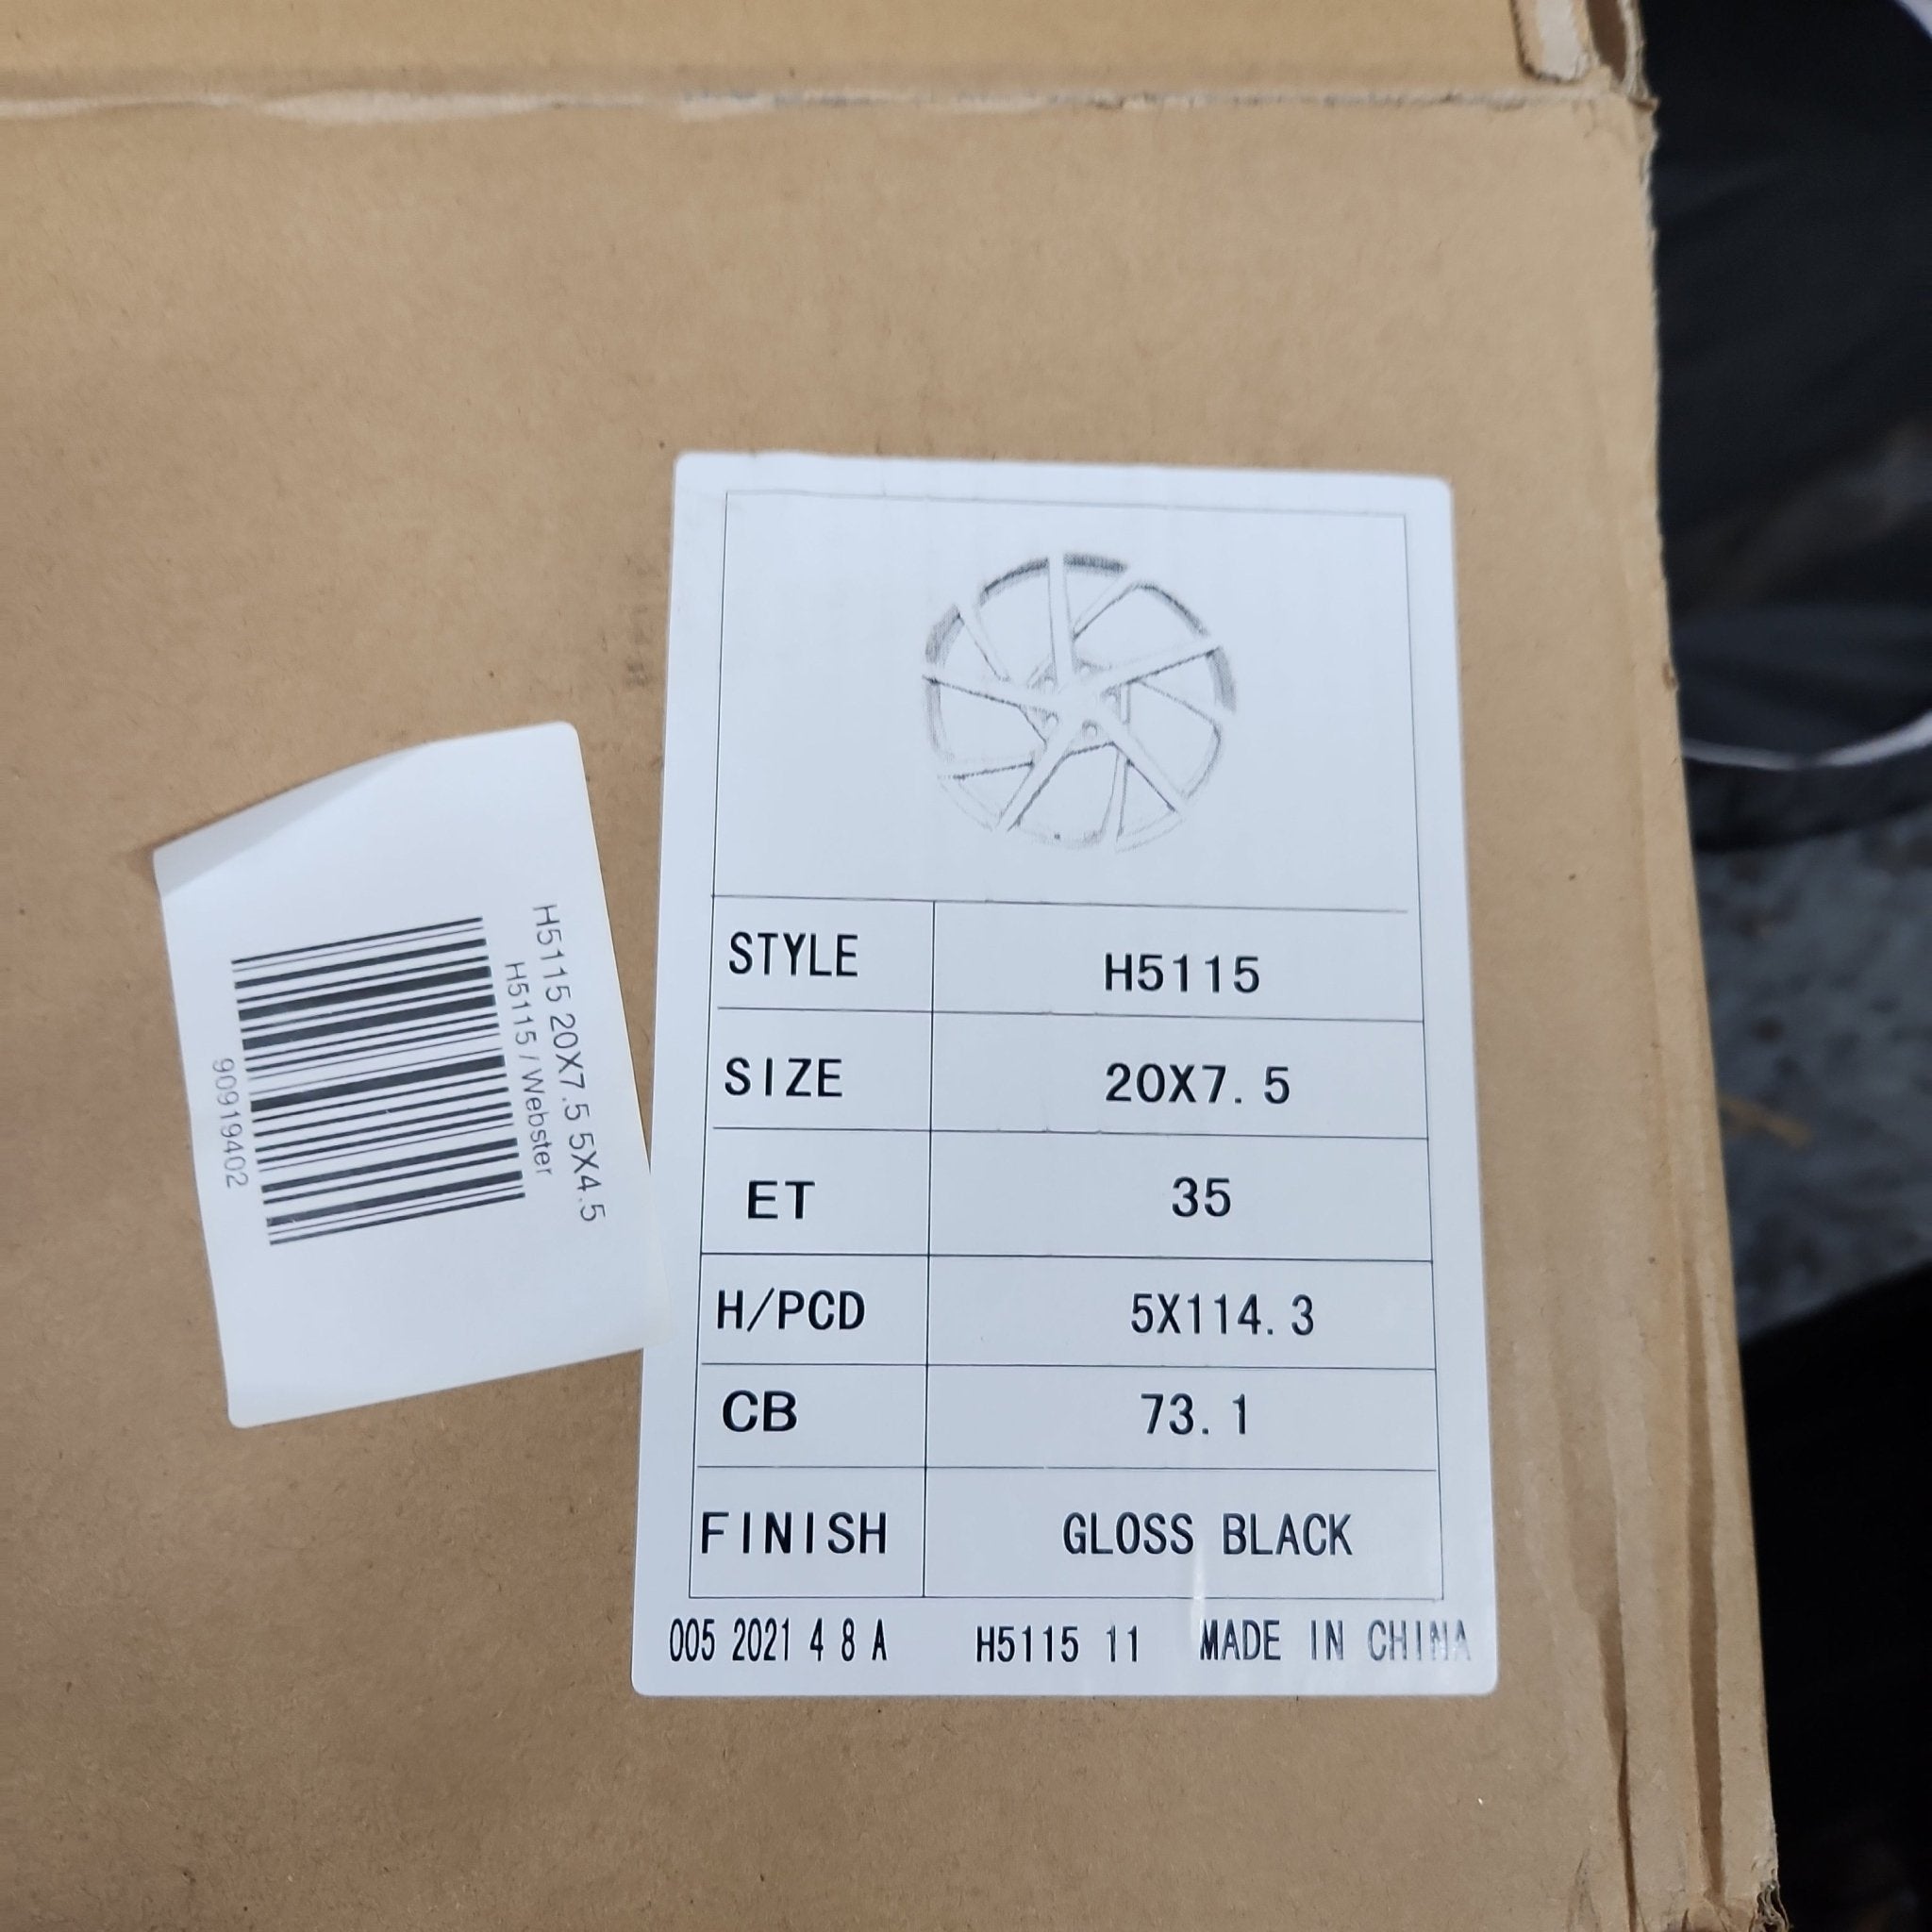 H5115 20X7.5 5X4.5
H5115 / Webster
90919402
STYLE H5115
SIZE 20X7.5
ET 35
H/PCD 5X114.3
CB 73.1
FINISH GLOSS BLACK
005 2021 4 8 A H5115 11 MADE IN CHINA